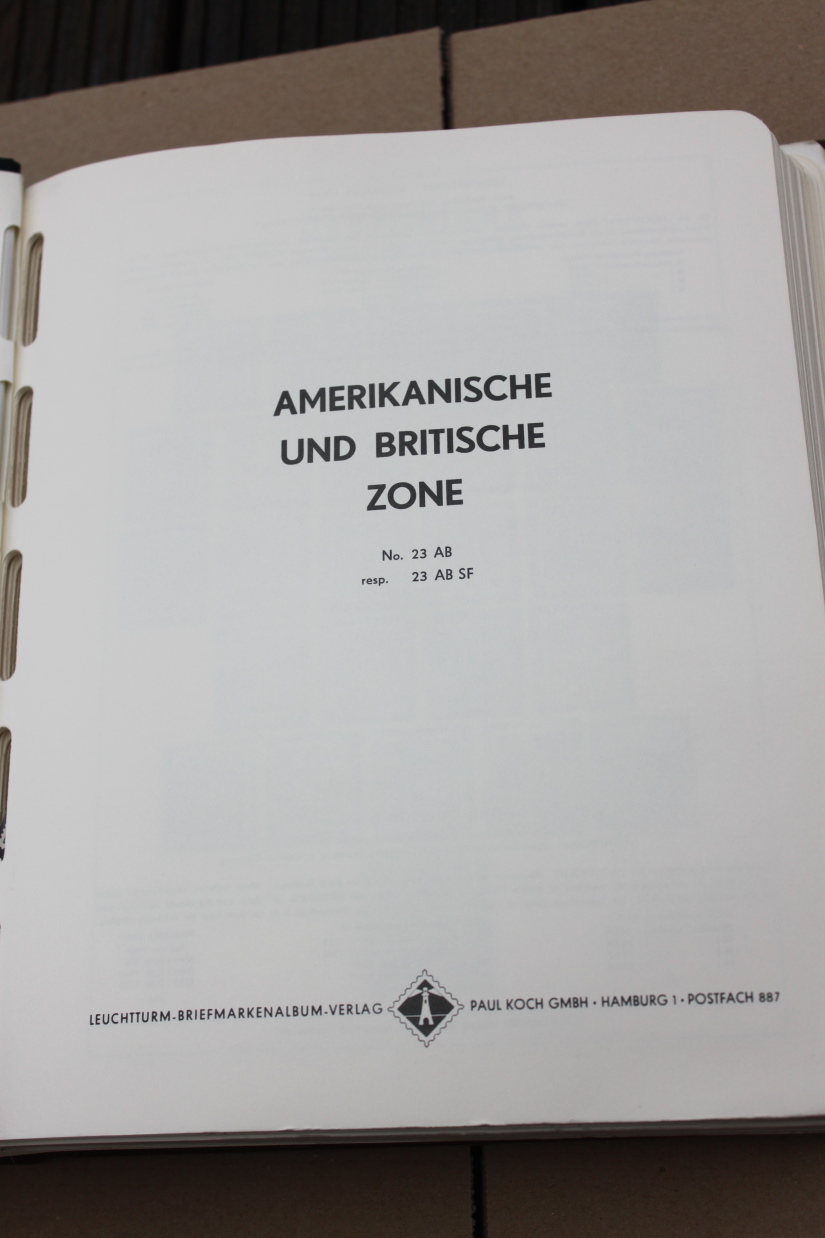 AMERIKANISCHE
UND BRITISCHE
ZONE
No. 23 AB
resp. 23 AB SF
LEUCHTTURM-BRIEFMARKENALBUM-VERLAG PAUL KOCH GMBH · HAMBURG 1 · POSTFACH 887